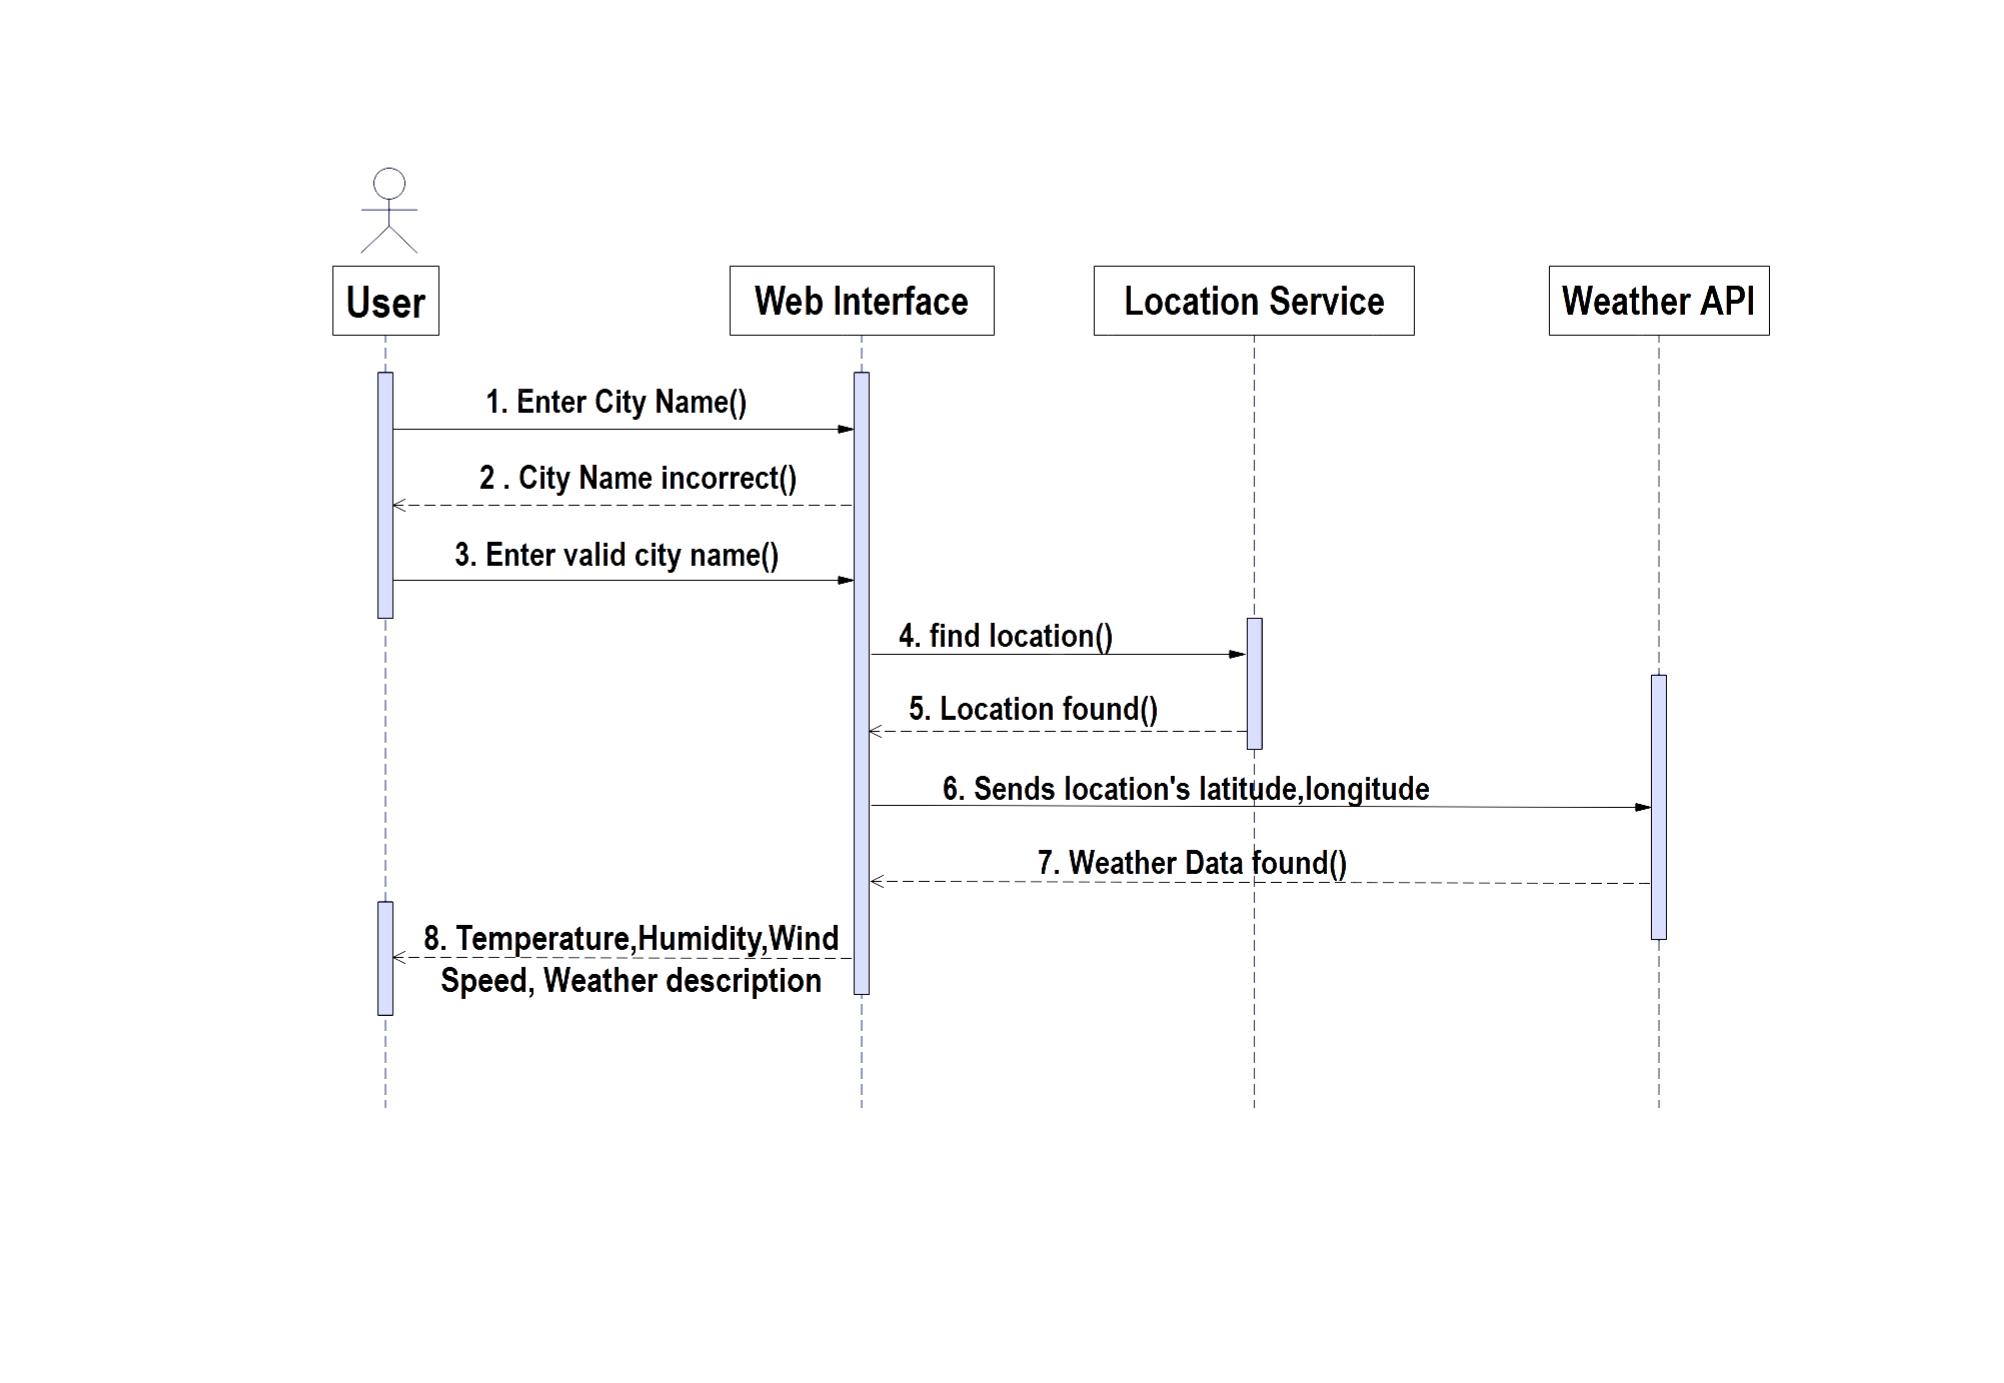 User
Web Interface
Location Service
Weather API
1. Enter City Name()
2 . City Name incorrect()
3. Enter valid city name()
4. find location()
5. Location found()
6. Sends location's latitude,longitude
7. Weather Data found()
8. Temperature,Humidity,Wind
Speed, Weather description